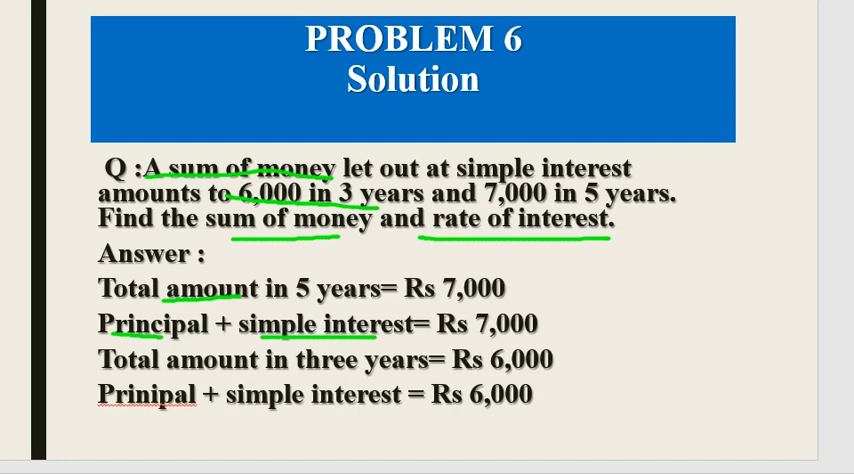 PROBLEM 6
Solution
Q :A sum of money let out at simple interest
amounts to 6,000 in 3 years and 7,000 in 5 years.
Find the sum of money and rate of interest.
Answer :
Total amount in 5 years= Rs 7,000
Principal + simple interest= Rs 7,000
Total amount in three years= Rs 6,000
Prinipal + simple interest = Rs 6,000